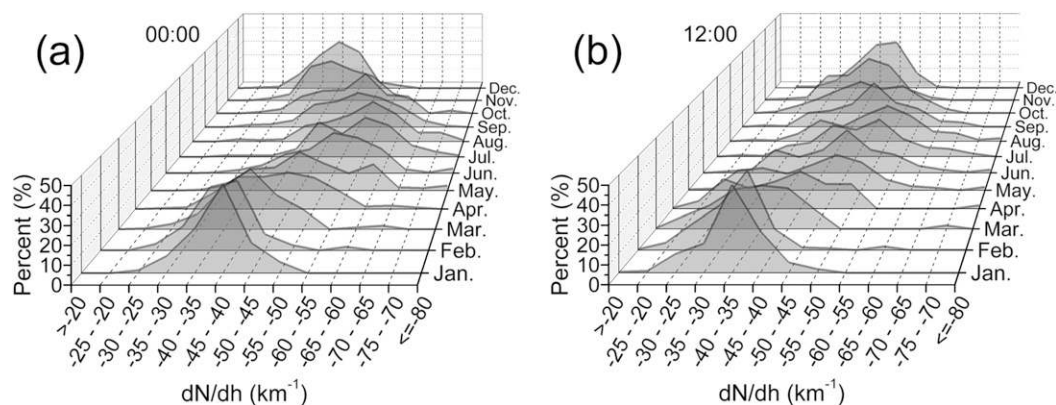 (a)
00:00
Percent (%)
50
40
30
20
10
0
Dec.
Nov.
Oct.
Sep.
Aug.
Jul.
Jun.
May.
Apr.
Mar.
Feb.
Jan.
>-20
-25 - -20
-30 - -25
-35 - -30
-40 - -35
-45 - -40
-50 - -45
-55 - -50
-60 - -55
-65 - -60
-70 - -65
-75 - -70
<=-80
dN/dh (km⁻¹)
(b)
12:00
Percent (%)
50
40
30
20
10
0
Dec.
Nov.
Oct.
Sep.
Aug.
Jul.
Jun.
May.
Apr.
Mar.
Feb.
Jan.
>-20
-25 - -20
-30 - -25
-35 - -30
-40 - -35
-45 - -40
-50 - -45
-55 - -50
-60 - -55
-65 - -60
-70 - -65
-75 - -70
<=-80
dN/dh (km⁻¹)